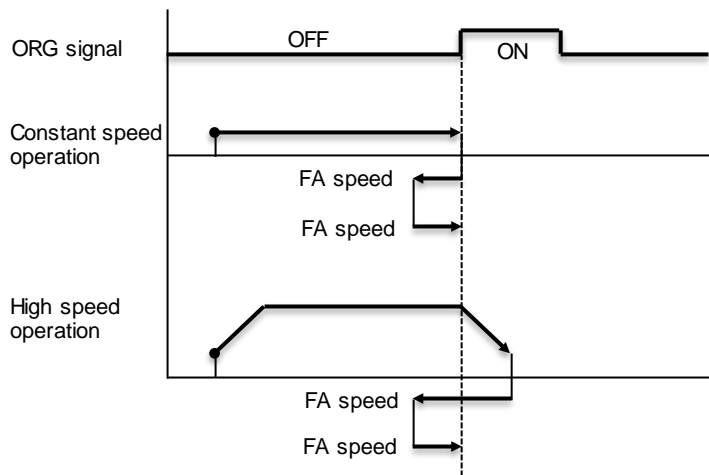 OFF
ORG signal
ON
Constant speed
operation
FA speed
FA speed
High speed
operation
FA speed
FA speed